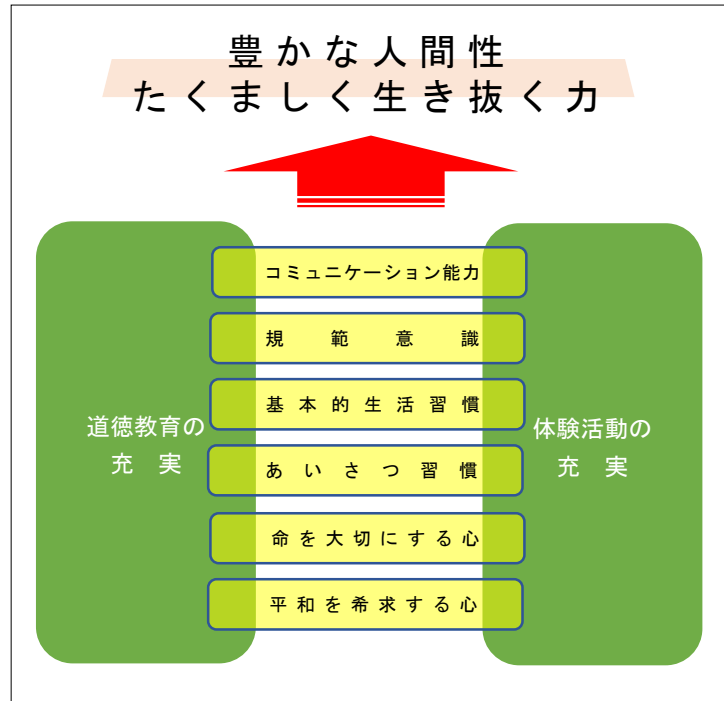 豊かな人間性
たくましく生き抜く力
コミュニケーション能力
規範意識
基本的生活習慣
あいさつ習慣
命を大切にする心
平和を希求する心
道徳教育の
充実
体験活動の
充実